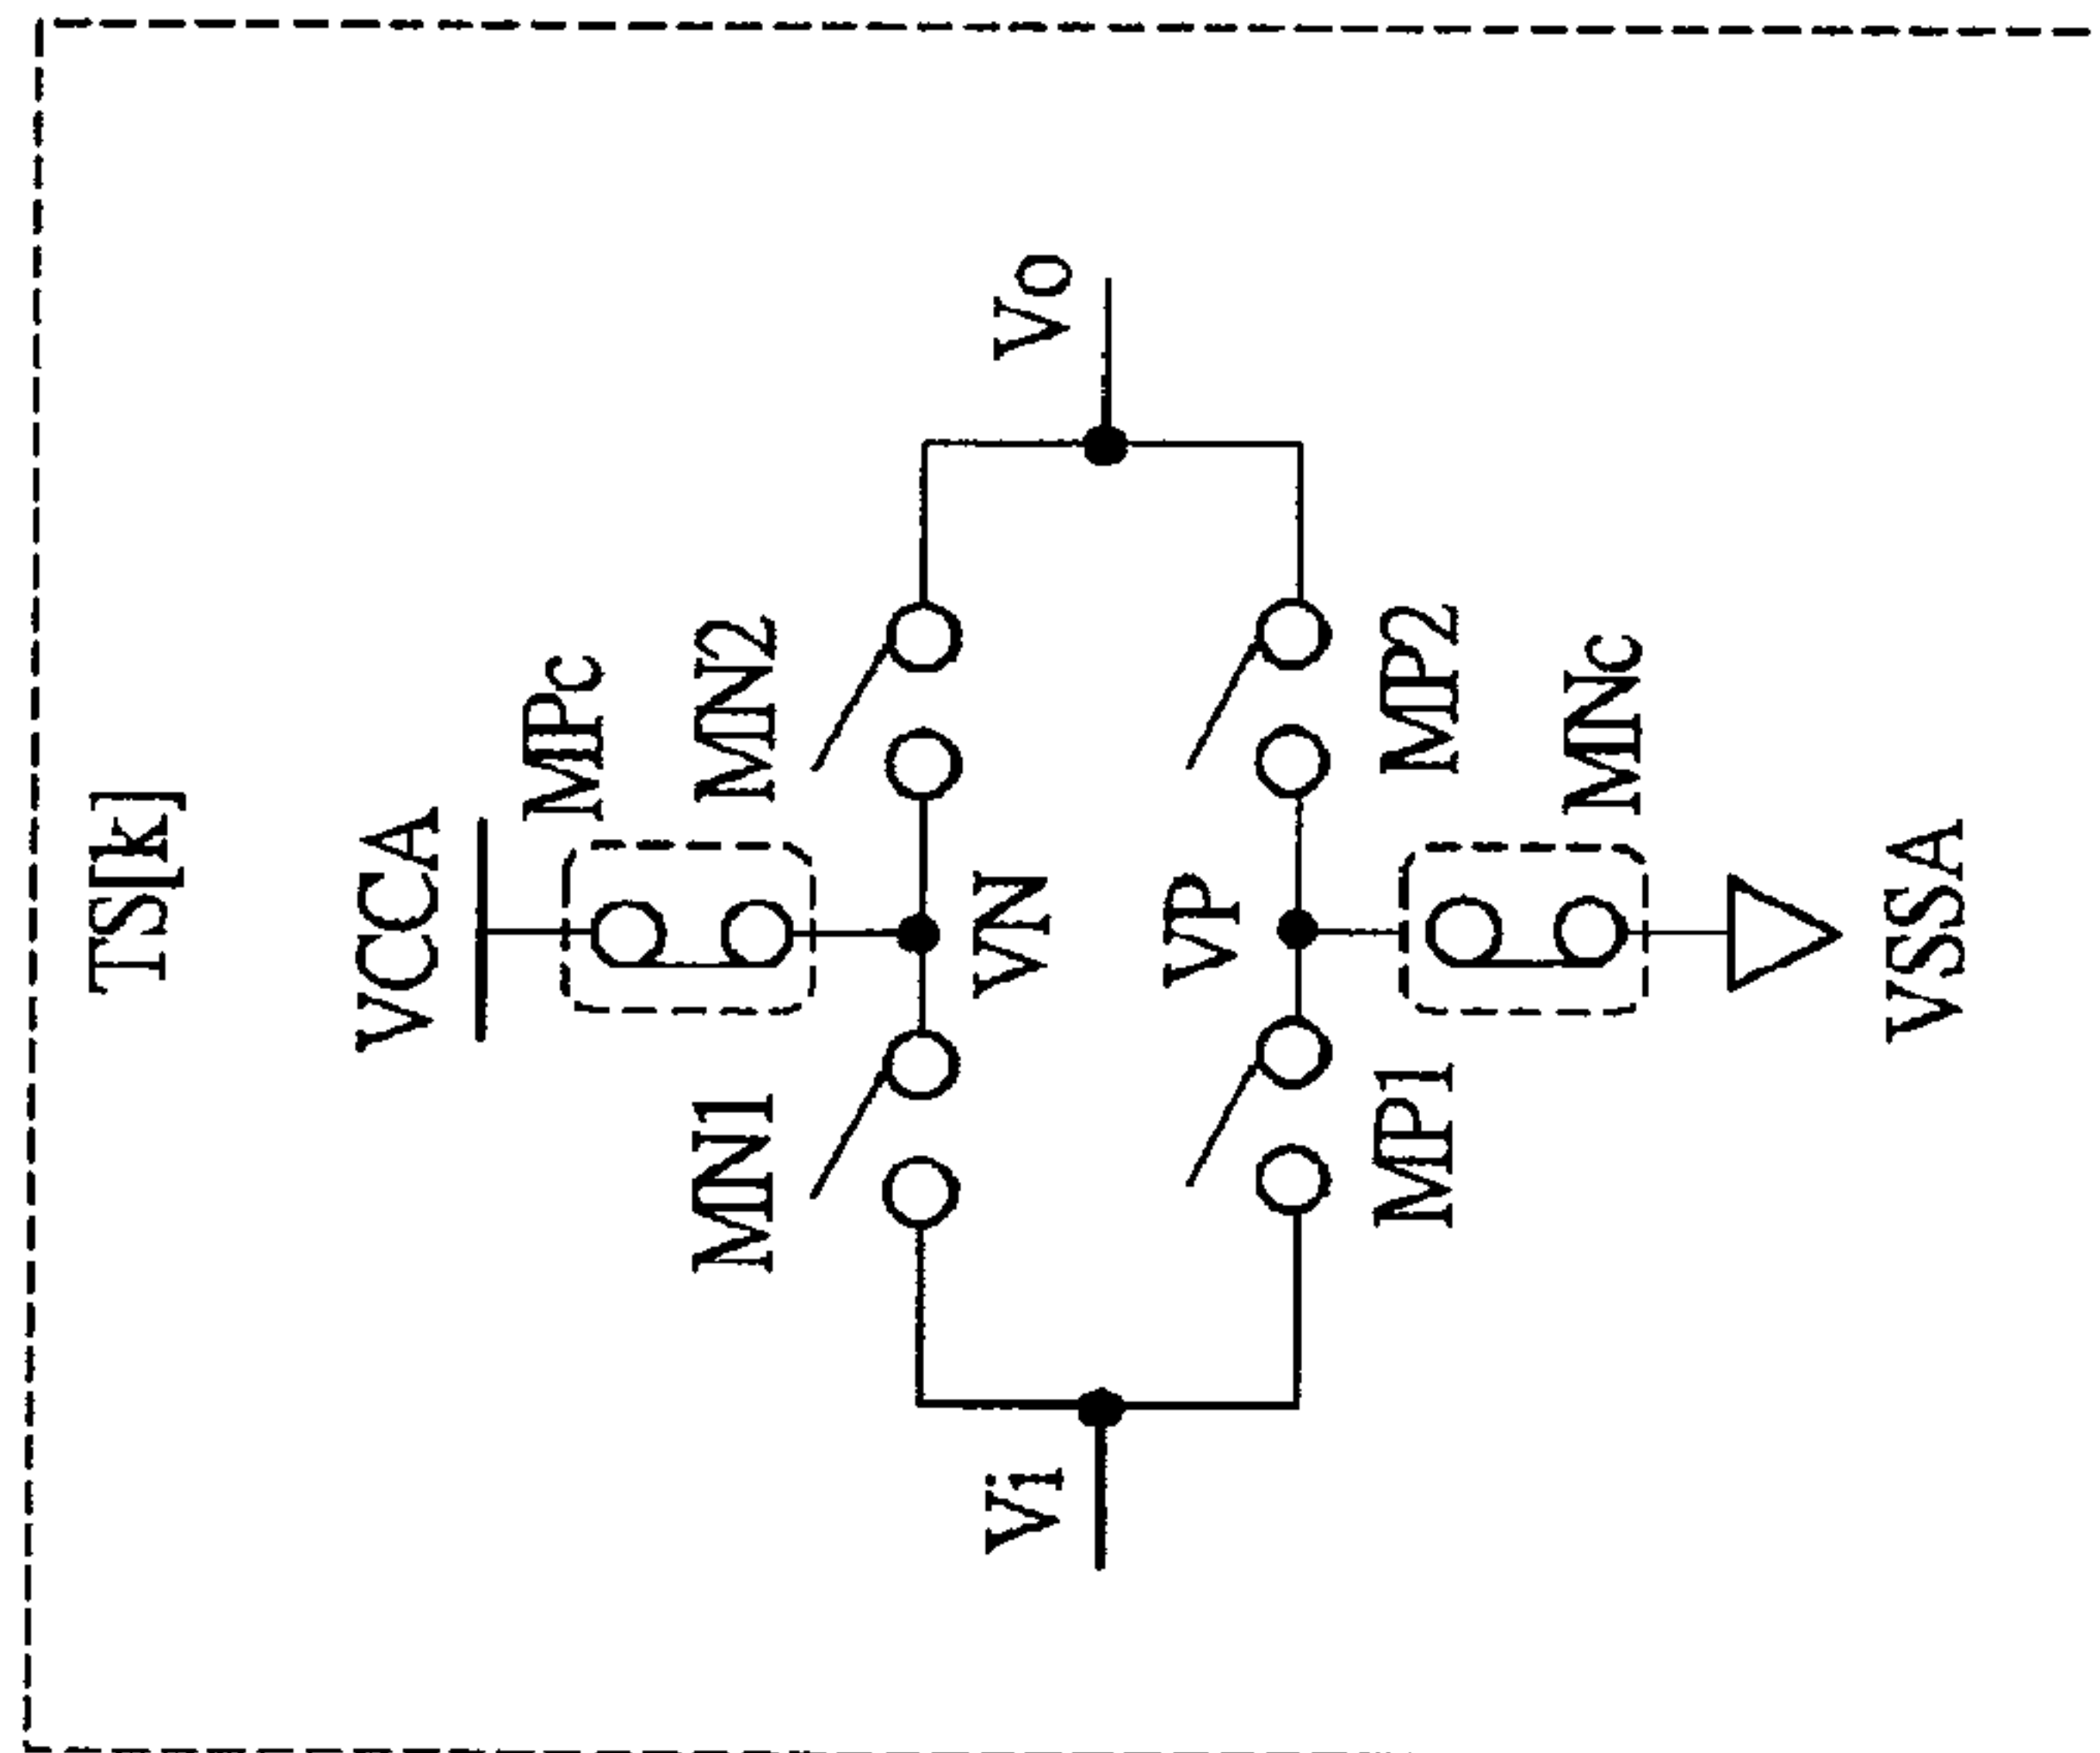 TS[k]
VCCA
MPc
MN1
MN2
VN
Vi
Vo
VP
MP1
MP2
MNc
VSSA